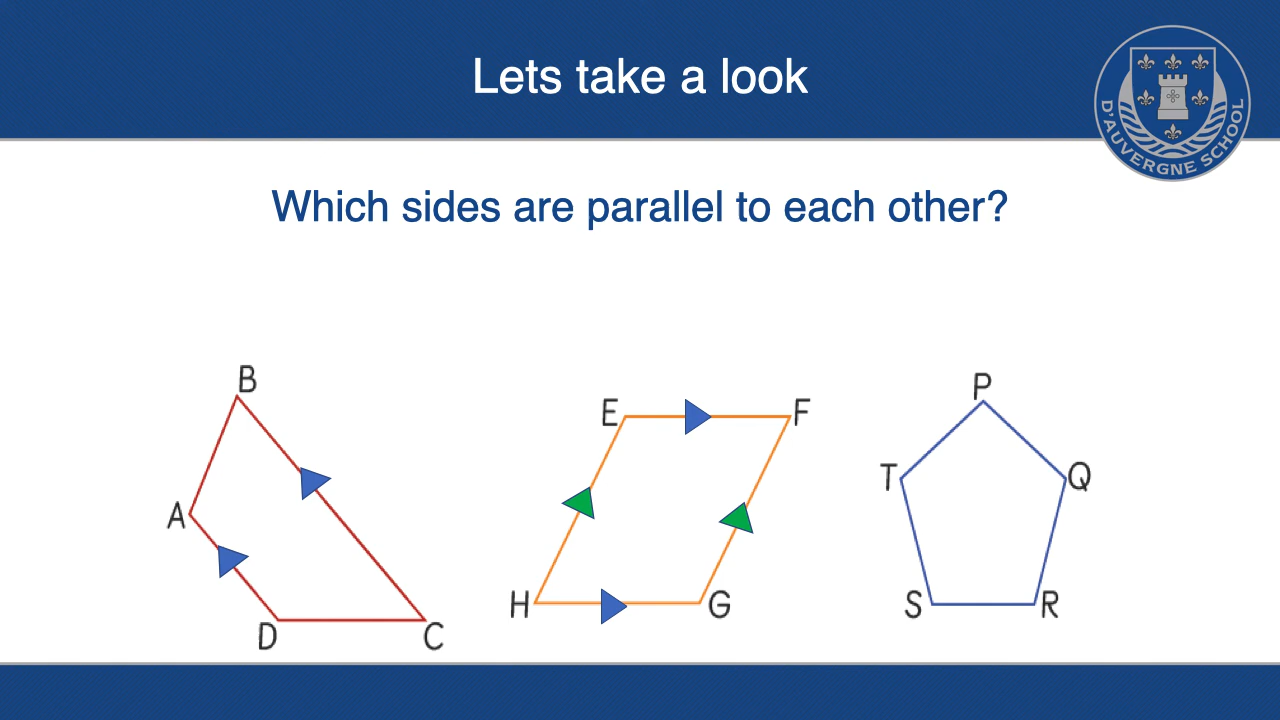 Lets take a look
D'AUVERGNE SCHOOL
Which sides are parallel to each other?
B
A
D
C
E
F
H
G
P
T
Q
S
R